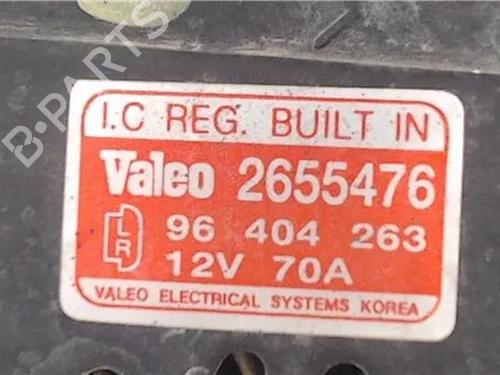 I.C REG. BUILT IN
Valeo 2655476
L
R
96 404 263
12V 70A
VALEO ELECTRICAL SYSTEMS KOREA
B-PARTS